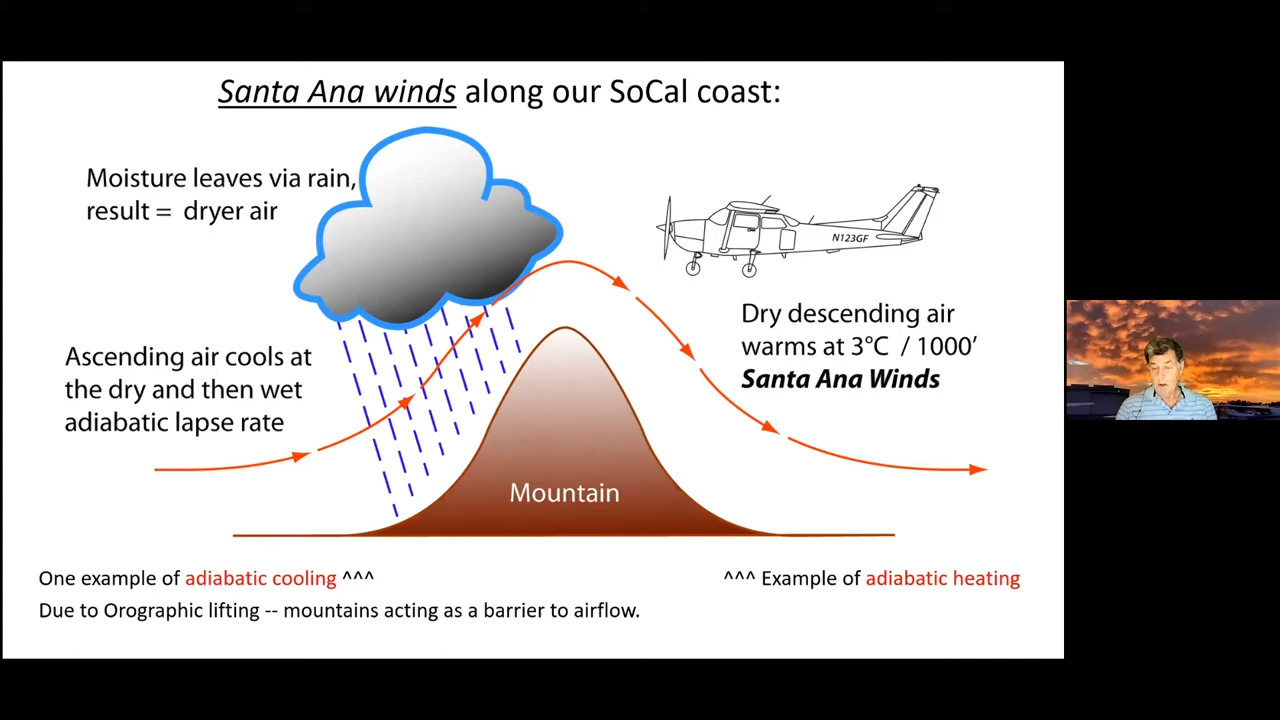 Santa Ana winds along our SoCal coast:
Moisture leaves via rain,
result = dryer air
N123GF
Dry descending air
warms at 3°C / 1000’
Santa Ana Winds
Ascending air cools at
the dry and then wet
adiabatic lapse rate
Mountain
One example of adiabatic cooling ^^^
^^^ Example of adiabatic heating
Due to Orographic lifting -- mountains acting as a barrier to airflow.